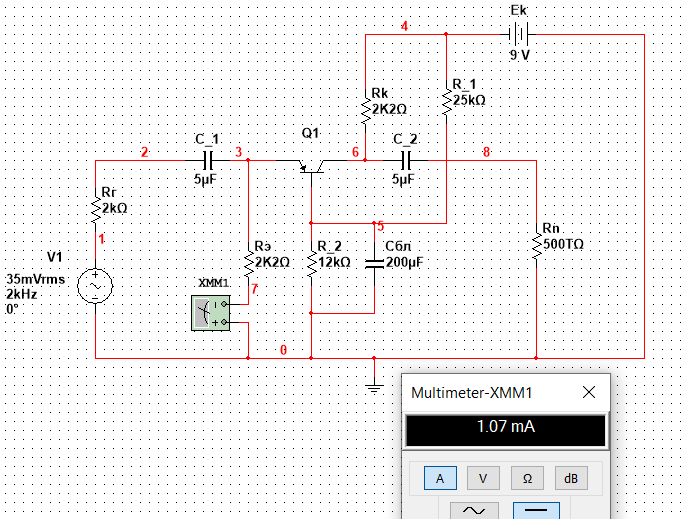 Ek
9 V
4
Rk
2K2Ω
R_1
25kΩ
Q1
2
C_1
5µF
3
6
C_2
5µF
8
Rг
2kΩ
1
5
V1
35mVrms
2kHz
0°
Rэ
2K2Ω
R_2
12kΩ
Cбл
200µF
Rn
500TΩ
XMM1
7
0
Multimeter-XMM1
1.07 mA
A
V
Ω
dB